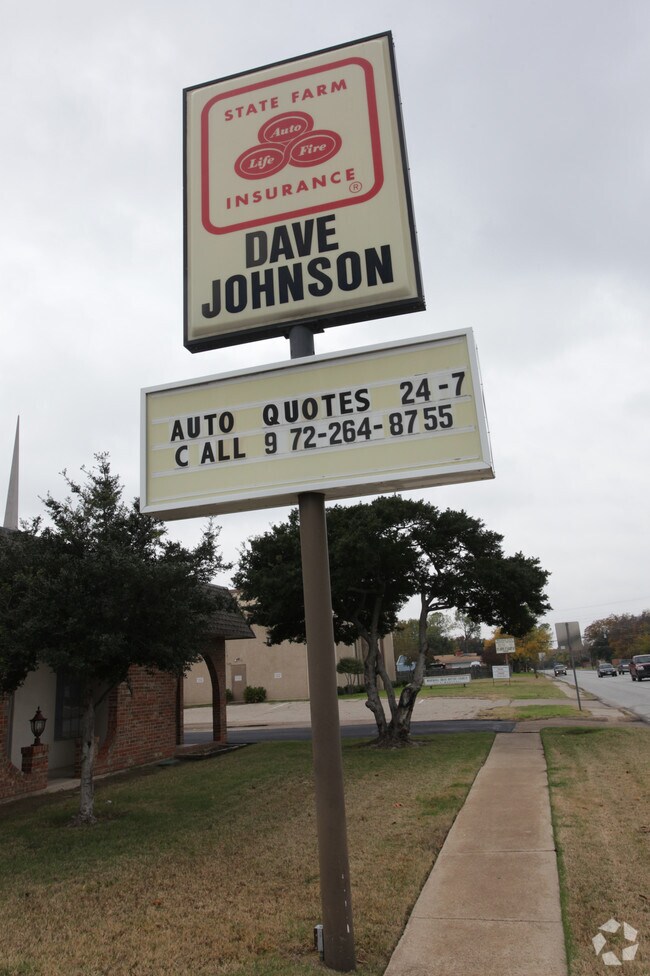 STATE FARM
Auto
Life Fire
INSURANCE ®
DAVE
JOHNSON
AUTO QUOTES 24-7
CALL 972-264-8755